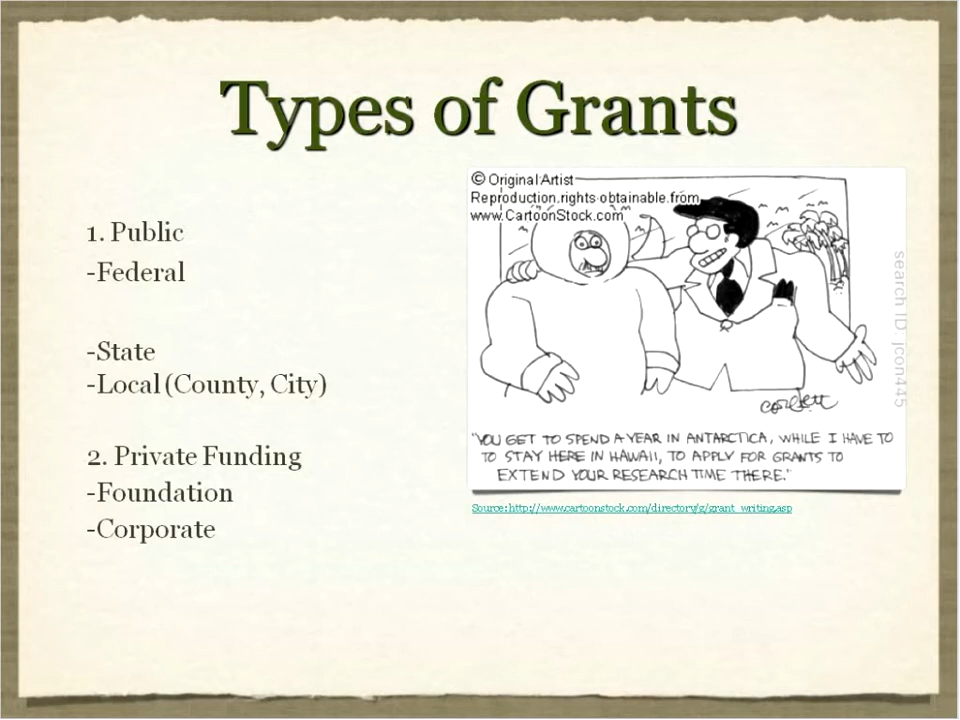 Types of Grants
1. Public
-Federal
-State
-Local (County, City)
2. Private Funding
-Foundation
-Corporate
© Original Artist
Reproduction rights obtainable from
www.CartoonStock.com
search ID: jcon445
corbett
"YOU GET TO SPEND A YEAR IN ANTARCTICA, WHILE I HAVE TO
TO STAY HERE IN HAWAII, TO APPLY FOR GRANTS TO
EXTEND YOUR RESEARCH TIME THERE."
Source: http://www.cartoonstock.com/directory/g/grant_writing.asp